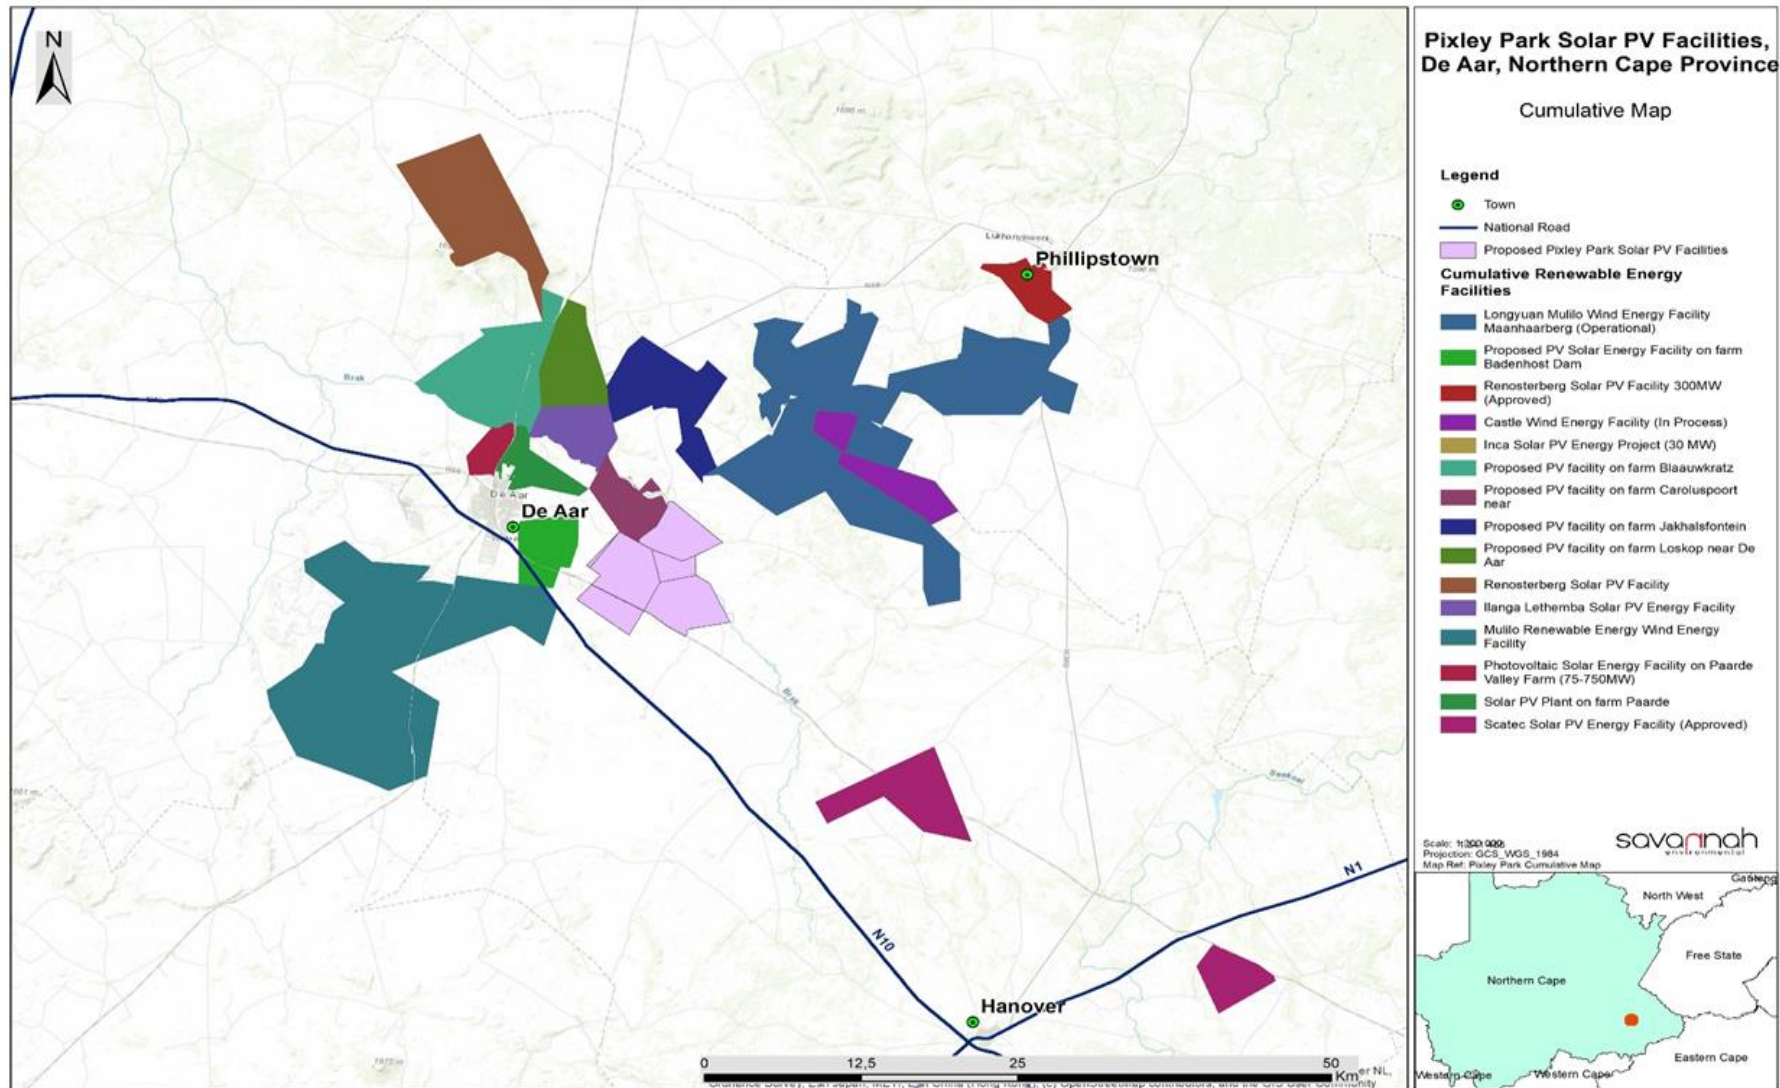 N
Phillipstown
Brak
De Aar
De Aar
Brak
Seekoei
N10
N1
Hanover
0 12,5 25 50
Km
Pixley Park Solar PV Facilities,
De Aar, Northern Cape Province
Cumulative Map
Legend
Town
National Road
Proposed Pixley Park Solar PV Facilities
Cumulative Renewable Energy
Facilities
Longyuan Mulilo Wind Energy Facility
Maanhaarberg (Operational)
Proposed PV Solar Energy Facility on farm
Badenhost Dam
Renosterberg Solar PV Facility 300MW
(Approved)
Castle Wind Energy Facility (In Process)
Inca Solar PV Energy Project (30 MW)
Proposed PV facility on farm Blaauwkratz
Proposed PV facility on farm Caroluspoort
near
Proposed PV facility on farm Jakhalsfontein
Proposed PV facility on farm Loskop near De
Aar
Renosterberg Solar PV Facility
Ilanga Lethemba Solar PV Energy Facility
Mulilo Renewable Energy Wind Energy
Facility
Photovoltaic Solar Energy Facility on Paarde
Valley Farm (75-750MW)
Solar PV Plant on farm Paarde
Scatec Solar PV Energy Facility (Approved)
savannah
environmental
Scale:
Projection: GCS_WGS_1984
Map Ref: Pixley Park Cumulative Map
North West
Free State
Northern Cape
Eastern Cape
Western Cape
Western Cape